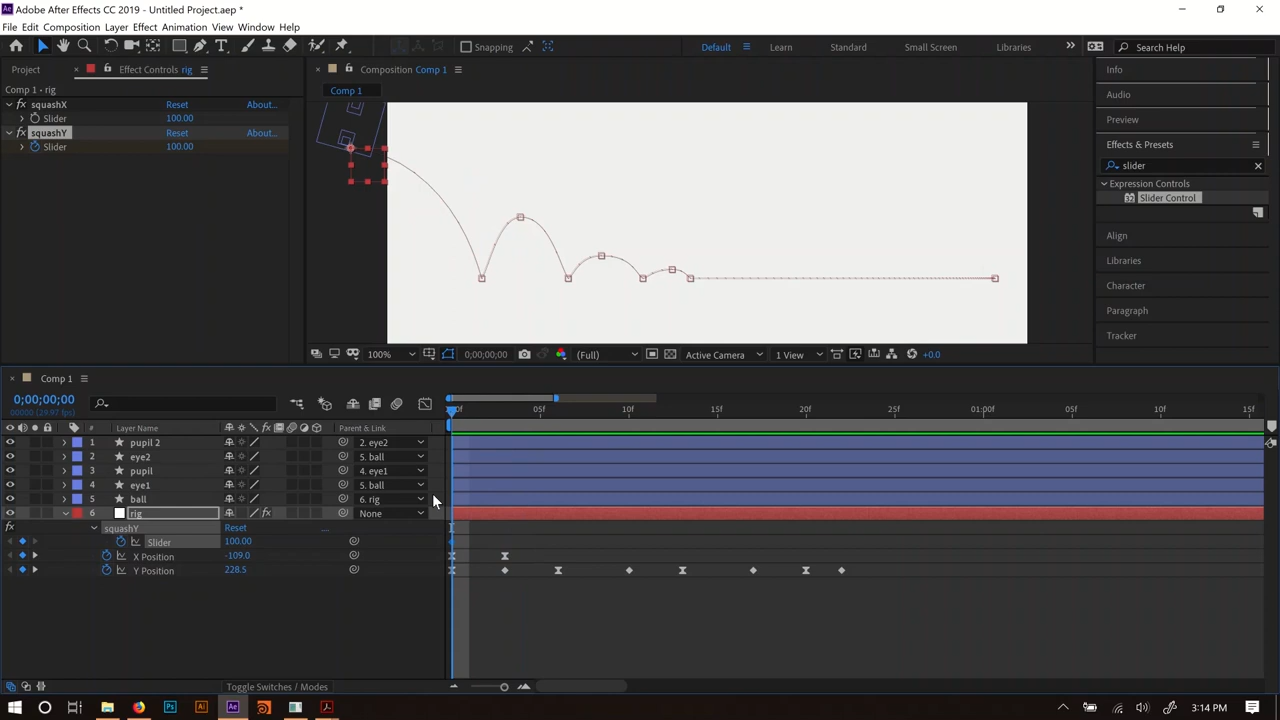 Adobe After Effects CC 2019 - Untitled Project.aep *
File Edit Composition Layer Effect Animation View Window Help
Snapping Default Learn Standard Small Screen Libraries Search Help
Project Effect Controls rig Composition Comp 1 Info
Comp 1 • rig Comp 1 Audio
squashX Reset About...
Slider 100.00 Preview
squashY Reset About...
Slider 100.00 Effects & Presets
slider
Expression Controls
32 Slider Control
Align
Libraries
Character
Paragraph
Tracker
100% 0;00;00;00 (Full) Active Camera 1 View +0.0
Comp 1
0;00;00;00
00000 (29.97 fps)
05f 10f 15f 20f 25f 01:00f 05f 10f 15f
# Layer Name Parent & Link
1 pupil 2 2. eye2
2 eye2 5. ball
3 pupil 4. eye1
4 eye1 5. ball
5 ball 6. rig
6 rig None
squashY Reset ...
Slider 100.00
X Position -109.0
Y Position 228.5
Toggle Switches / Modes
Ps Ai Ae 3:14 PM